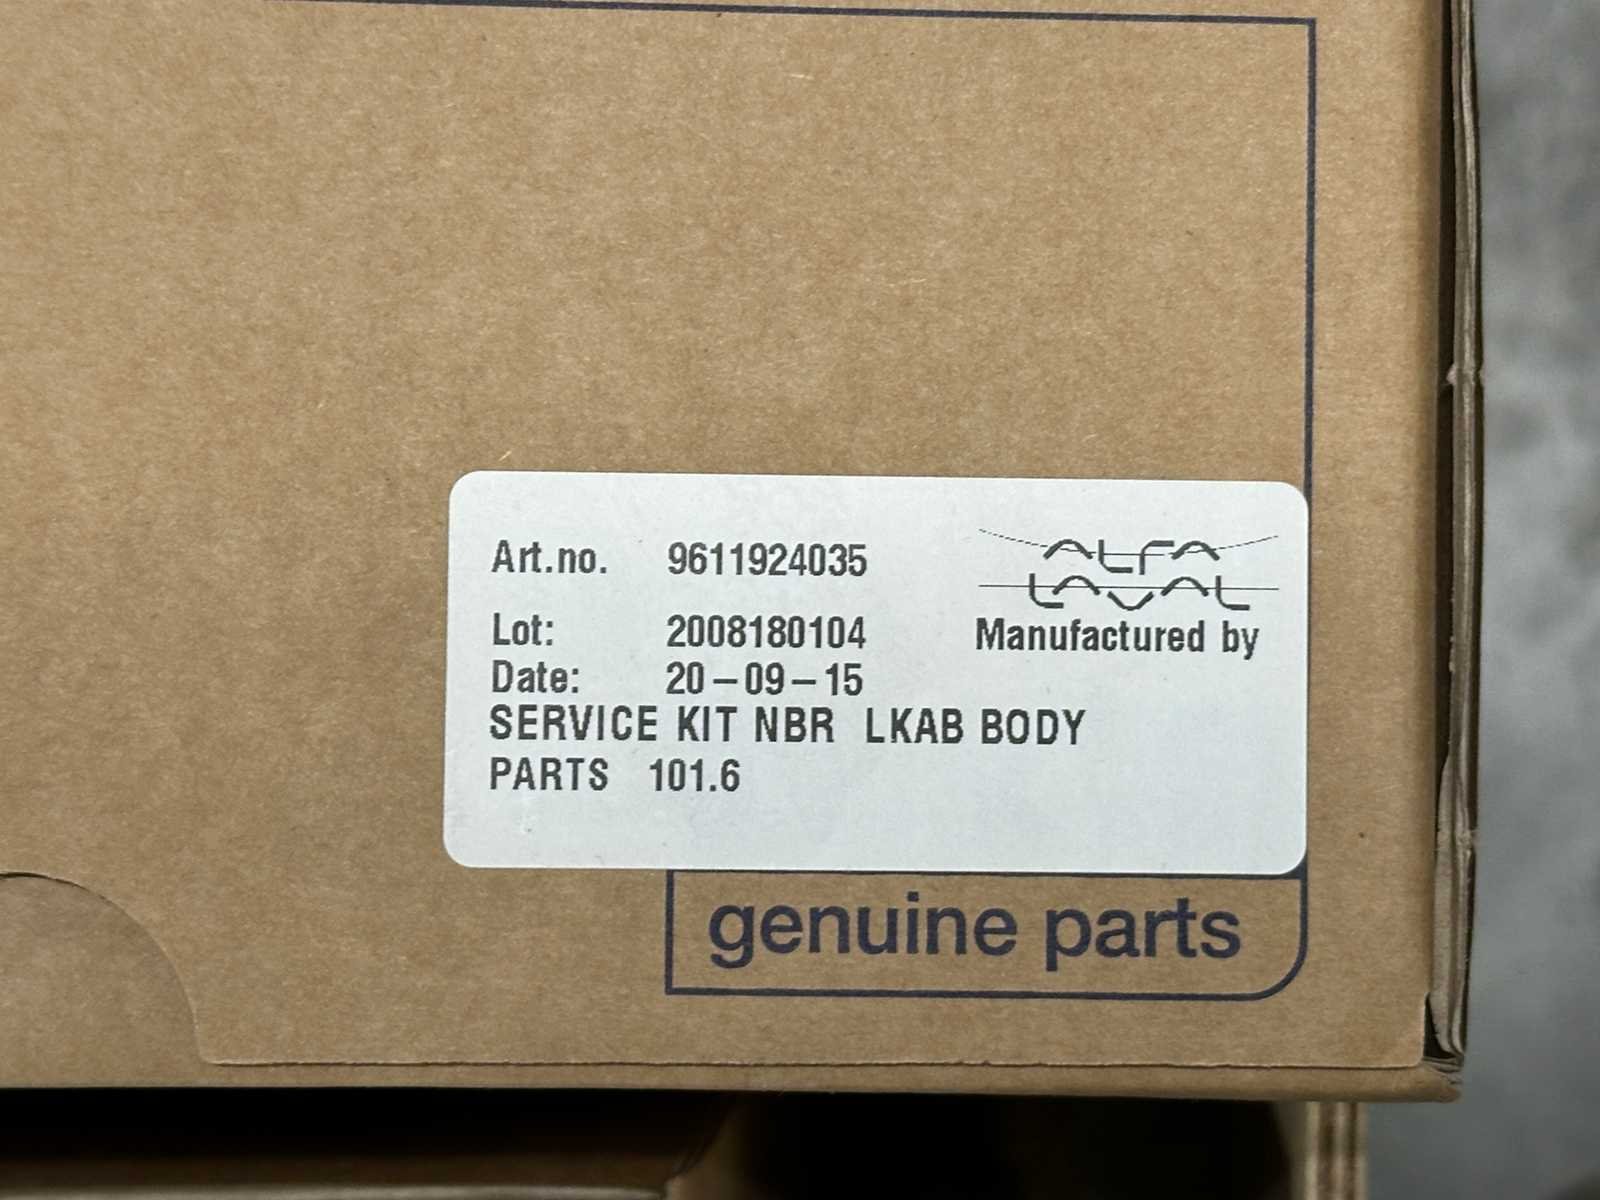 Art.no. 9611924035
ALFA
LAVAL
Lot: 2008180104
Manufactured by
Date: 20-09-15
SERVICE KIT NBR LKAB BODY
PARTS 101.6
genuine parts